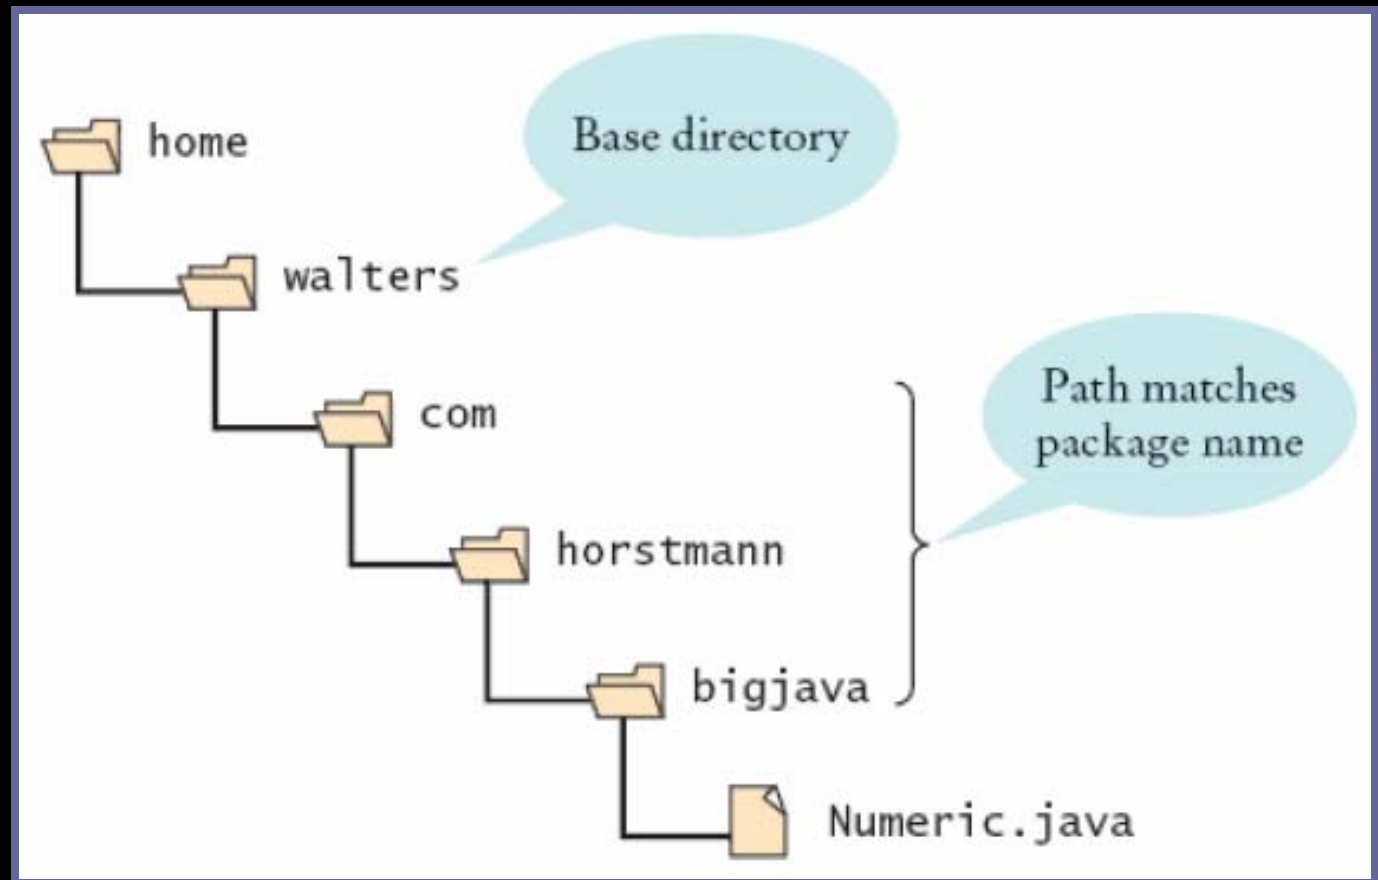 home
Base directory
walters
com
Path matches
package name
horstmann
bigjava
Numeric.java